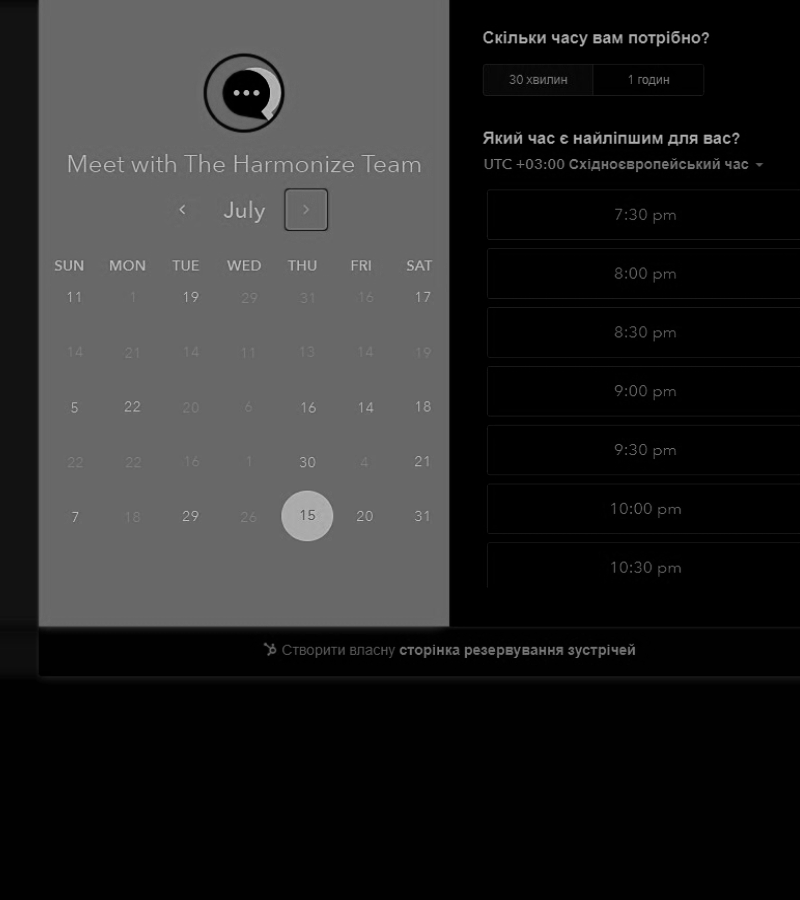 Meet with The Harmonize Team
July
SUN MON TUE WED THU FRI SAT
11 1 19 29 31 16 17
14 21 14 11 13 14 19
5 22 20 6 16 14 18
22 22 16 1 30 4 21
7 18 29 26 15 20 31
Скільки часу вам потрібно?
30 хвилин 1 годин
Який час є найліпшим для вас?
UTC +03:00 Східноєвропейський час
7:30 pm
8:00 pm
8:30 pm
9:00 pm
9:30 pm
10:00 pm
10:30 pm
Створити власну сторінка резервування зустрічей